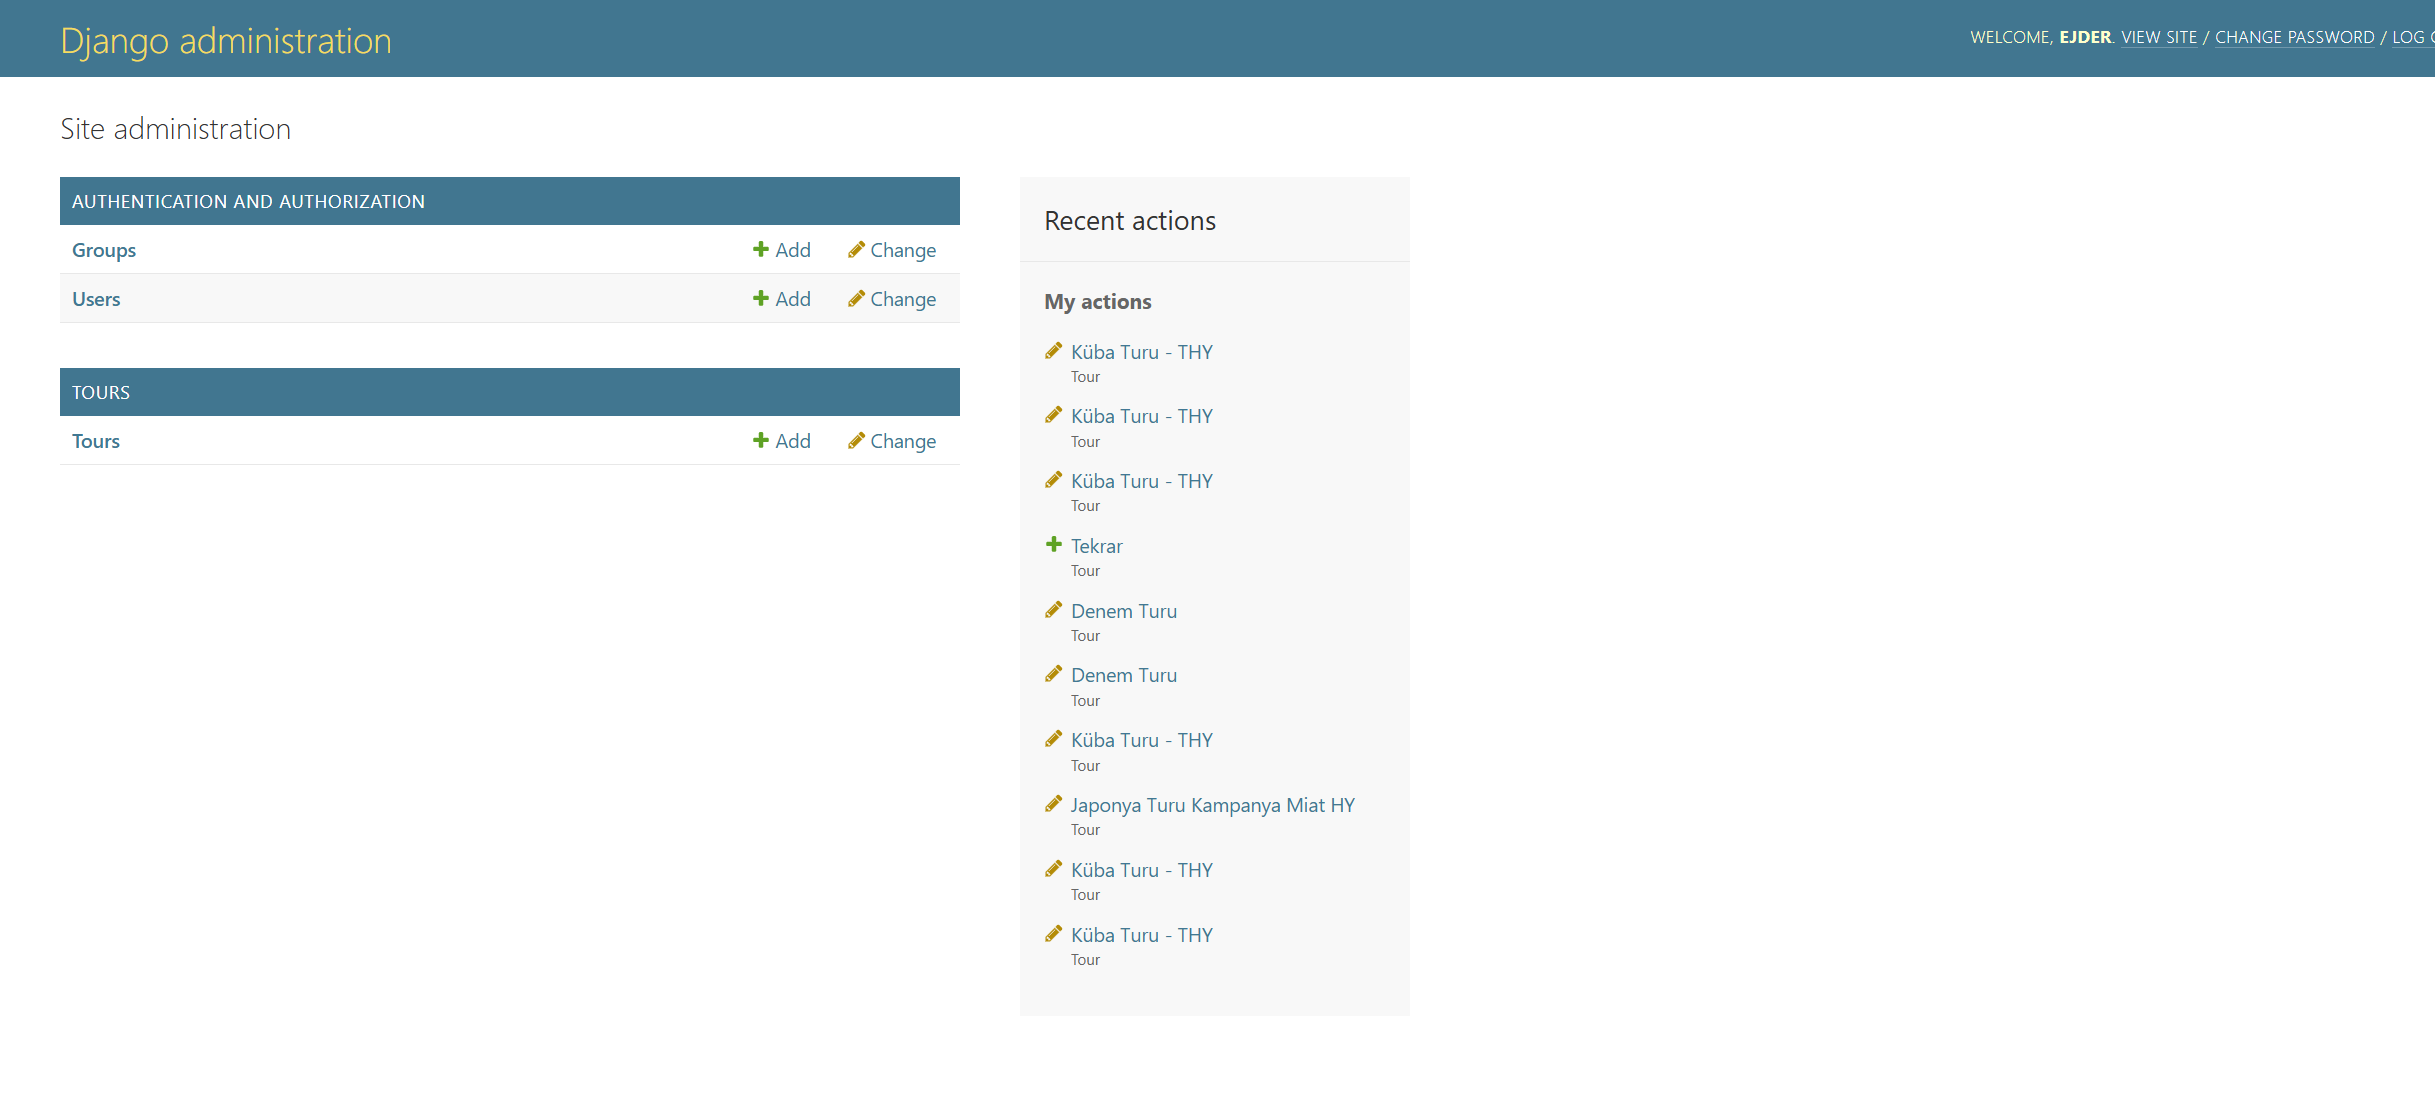 Django administration
WELCOME, EJDER. VIEW SITE / CHANGE PASSWORD / LOG
Site administration
AUTHENTICATION AND AUTHORIZATION
Groups Add Change
Users Add Change
TOURS
Tours Add Change
Recent actions
My actions
Küba Turu - THY
Tour
Küba Turu - THY
Tour
Küba Turu - THY
Tour
Tekrar
Tour
Denem Turu
Tour
Denem Turu
Tour
Küba Turu - THY
Tour
Japonya Turu Kampanya Miat HY
Tour
Küba Turu - THY
Tour
Küba Turu - THY
Tour